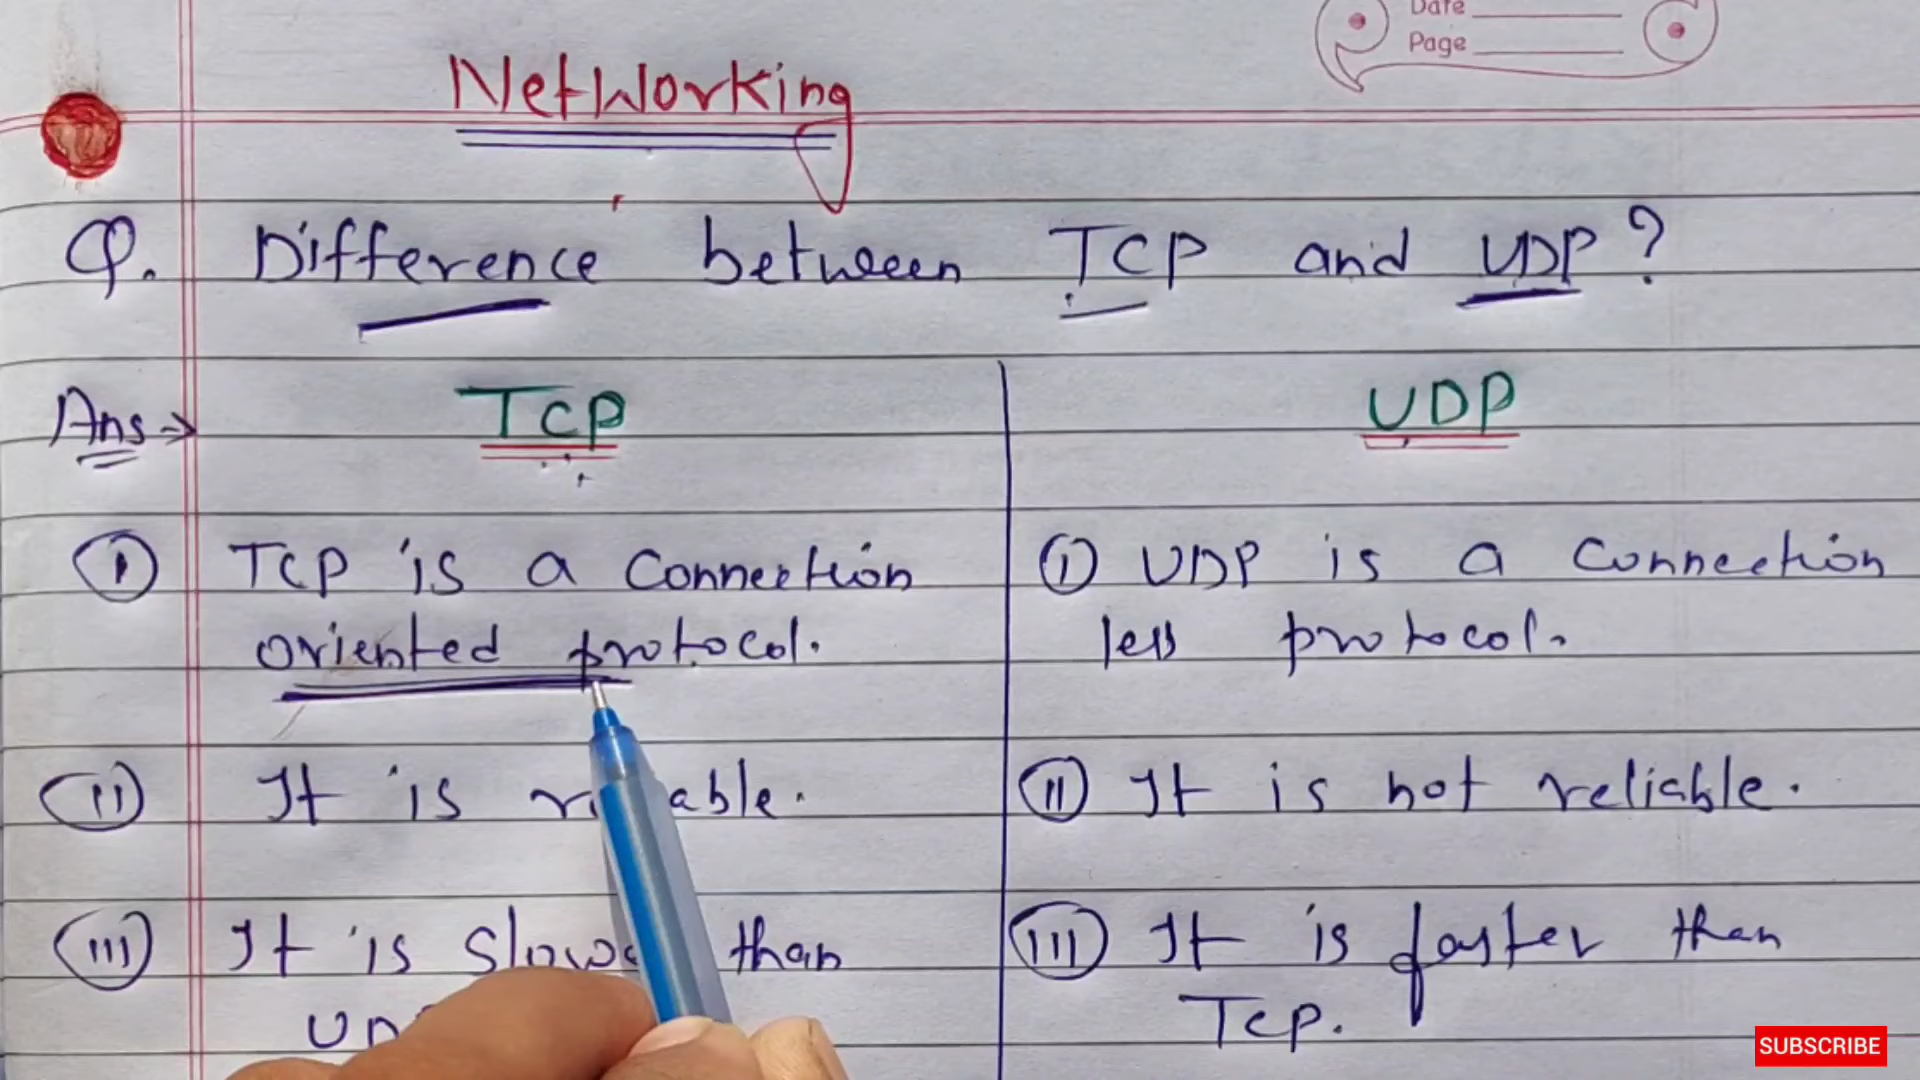 Date
Page
Networking
Q. Difference between TCP and UDP?
Ans → TCP
UDP
(i) TCP is a Connection
oriented protocol.
(ii) It is
(iii) It is than
(i) UDP is a Connection
less protocol.
(ii) It is not reliable.
(iii) It is faster than
TCP.
SUBSCRIBE